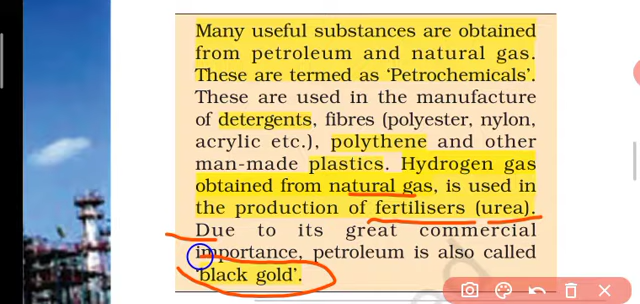 Many useful substances are obtained
from petroleum and natural gas.
These are termed as ‘Petrochemicals’.
These are used in the manufacture
of detergents, fibres (polyester, nylon,
acrylic etc.), polythene and other
man-made plastics. Hydrogen gas
obtained from natural gas, is used in
the production of fertilisers (urea).
Due to its great commercial
importance, petroleum is also called
‘black gold’.